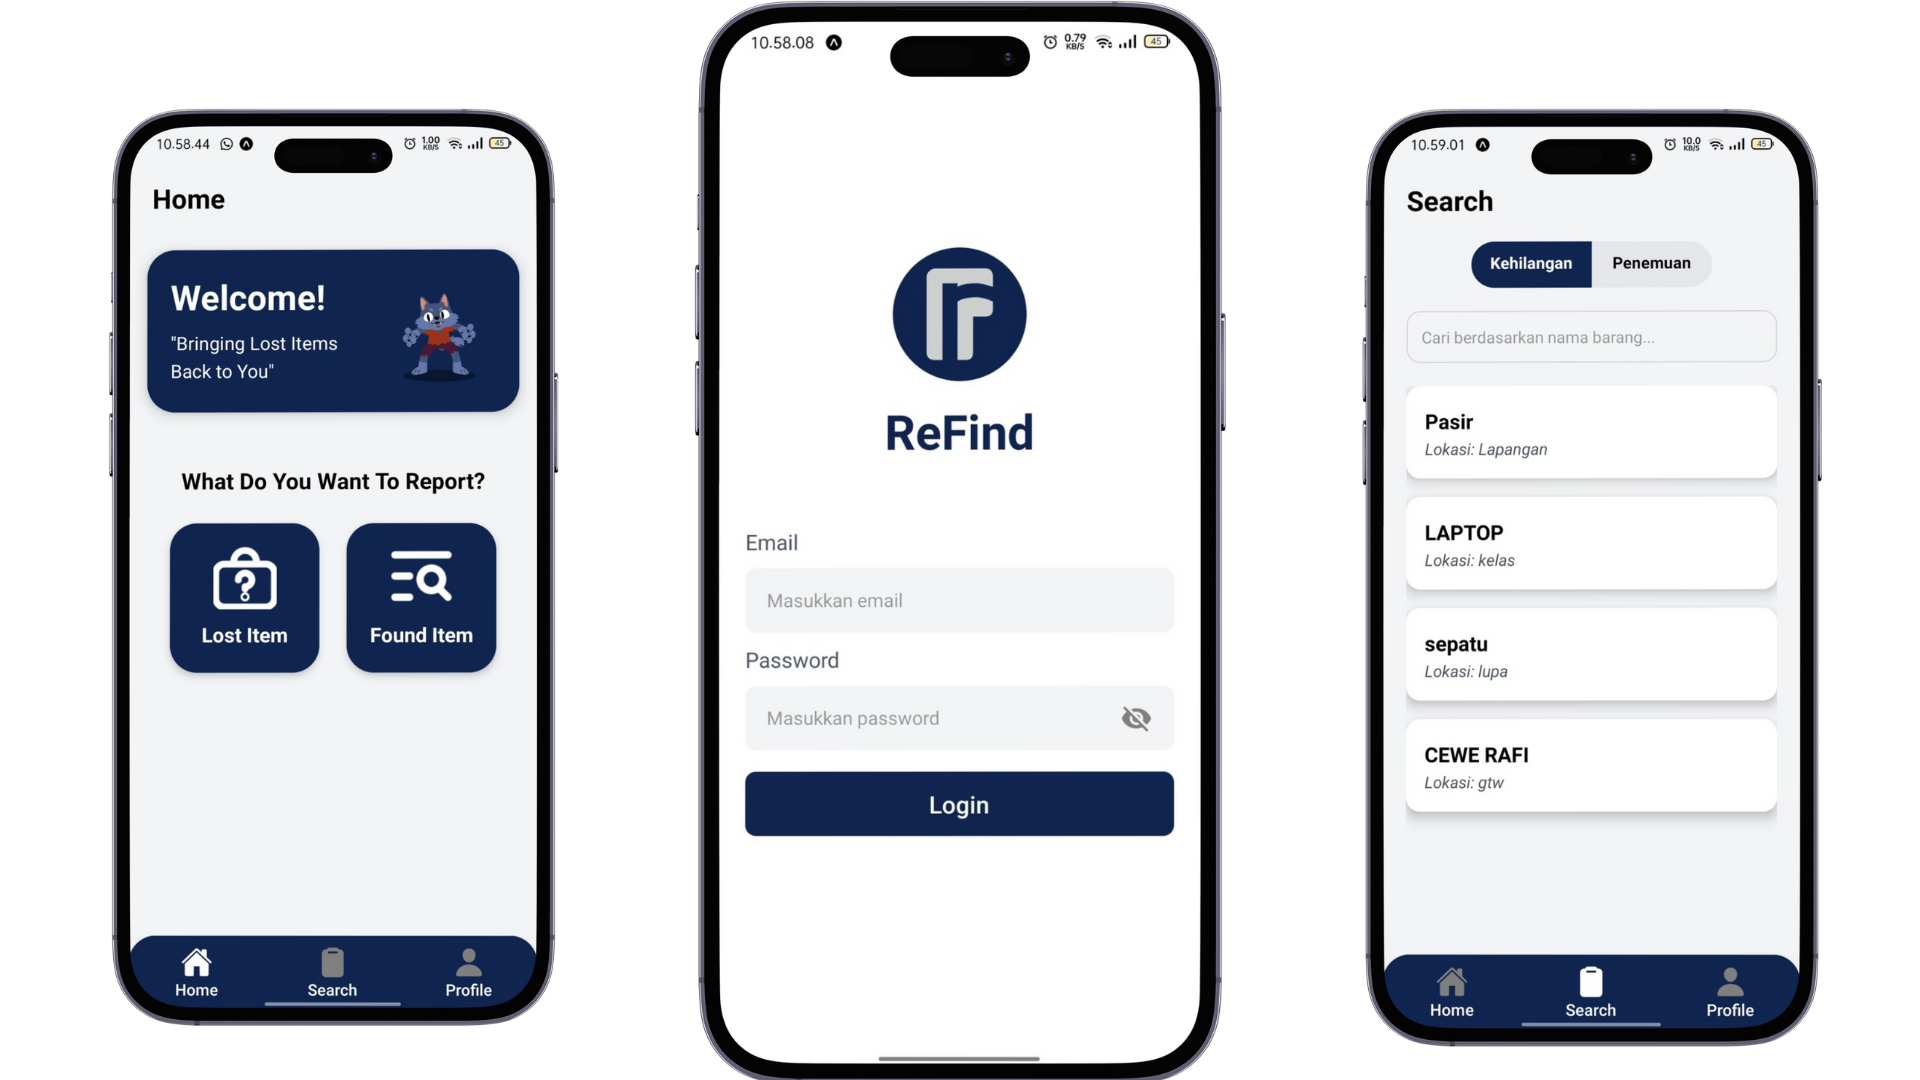 10.58.44
1.00
KB/S
45
Home
Welcome!
"Bringing Lost Items
Back to You"
What Do You Want To Report?
Lost Item
Found Item
Home
Search
Profile
10.58.08
0.79
KB/S
45
ReFind
Email
Masukkan email
Password
Masukkan password
Login
10.59.01
10.0
KB/S
45
Search
Kehilangan
Penemuan
Cari berdasarkan nama barang...
Pasir
Lokasi: Lapangan
LAPTOP
Lokasi: kelas
sepatu
Lokasi: lupa
CEWE RAFI
Lokasi: gtw
Home
Search
Profile